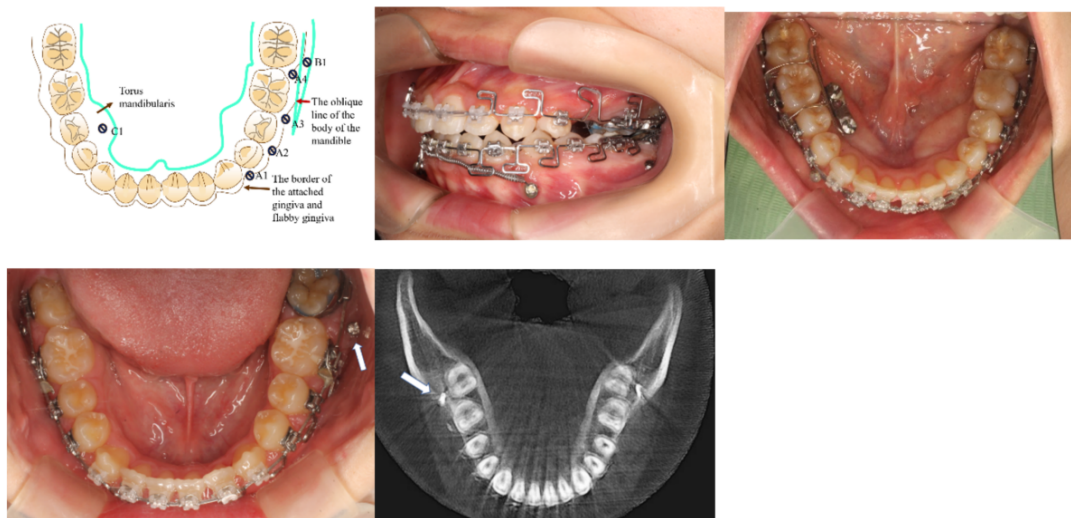 B1
A4
Torus
mandibularis
C1
The oblique
line of the
body of the
mandible
A3
A2
A1
The border of
the attached
gingiva and
flabby gingiva